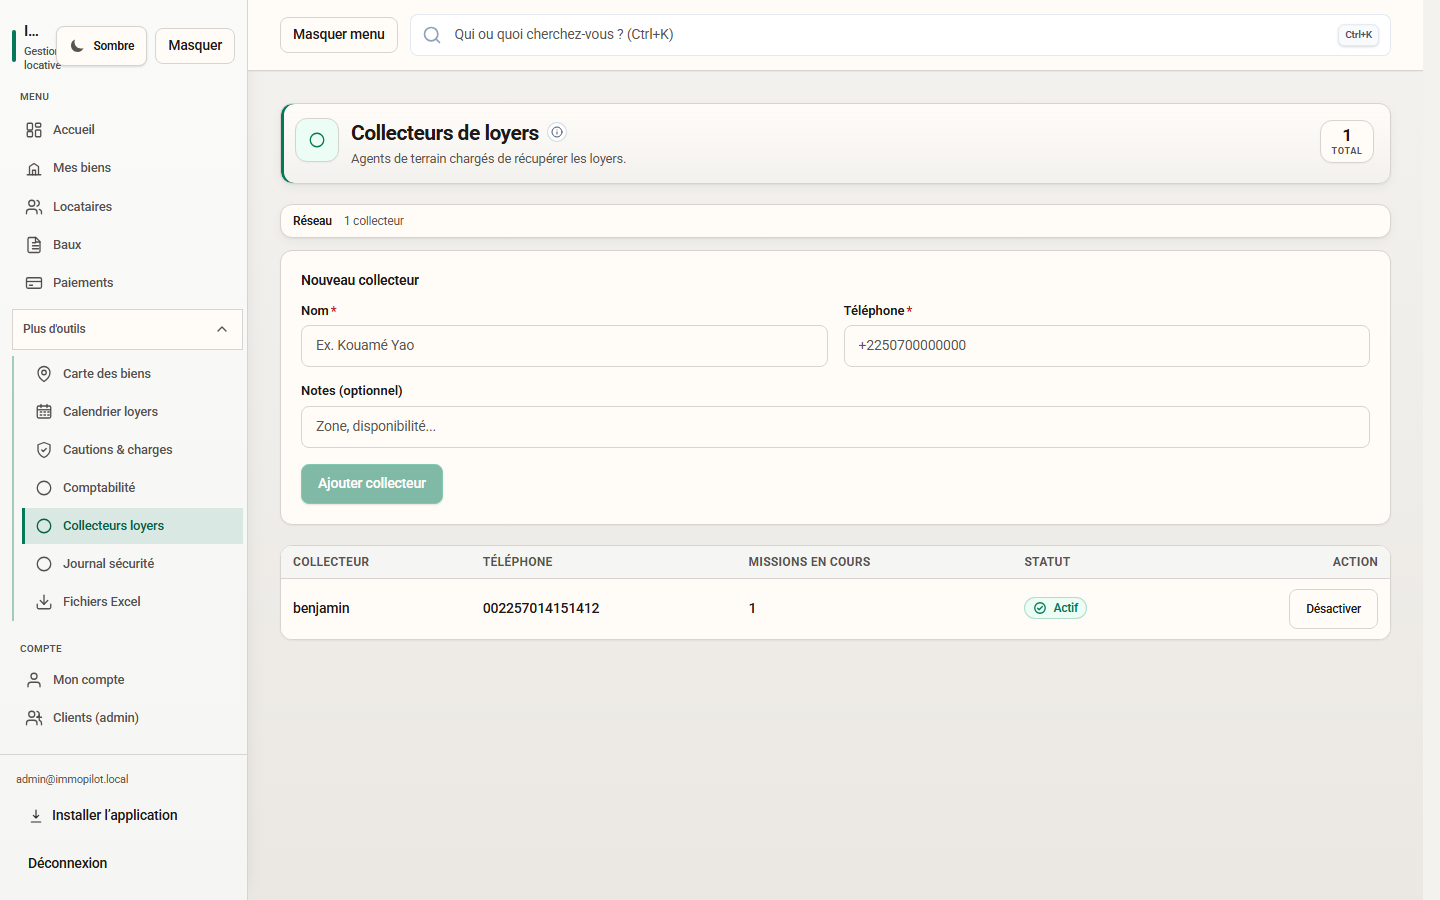 I...
Gestion
locative
Sombre
Masquer
MENU
Accueil
Mes biens
Locataires
Baux
Paiements
Plus d'outils
Carte des biens
Calendrier loyers
Cautions & charges
Comptabilité
Collecteurs loyers
Journal sécurité
Fichiers Excel
COMPTE
Mon compte
Clients (admin)
admin@immopilot.local
Installer l’application
Déconnexion
Masquer menu
Qui ou quoi cherchez-vous ? (Ctrl+K)
Ctrl+K
Collecteurs de loyers
Agents de terrain chargés de récupérer les loyers.
1
TOTAL
Réseau 1 collecteur
Nouveau collecteur
Nom *
Ex. Kouamé Yao
Téléphone *
+2250700000000
Notes (optionnel)
Zone, disponibilité...
Ajouter collecteur
COLLECTEUR TÉLÉPHONE MISSIONS EN COURS STATUT ACTION
benjamin 002257014151412 1 Actif Désactiver